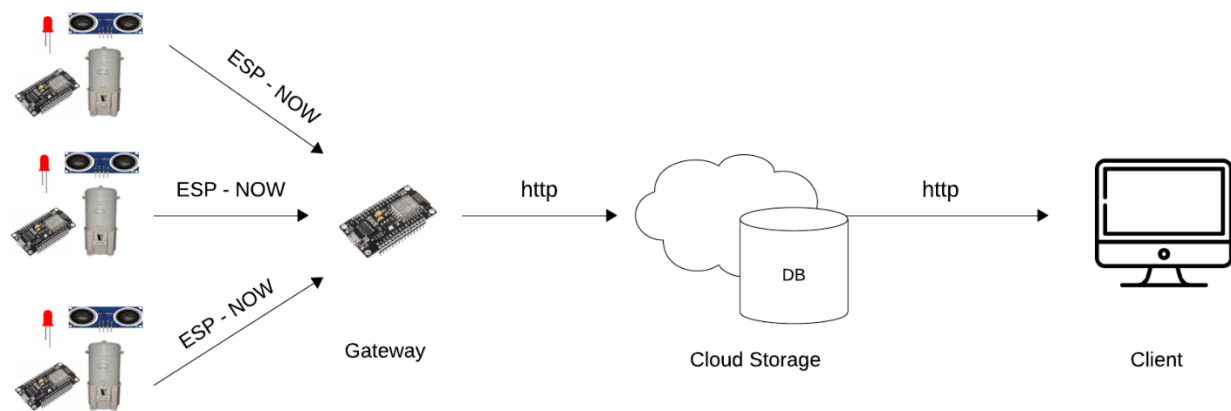 ESP - NOW
ESP - NOW
http
http
DB
ESP - NOW
Gateway
Cloud Storage
Client